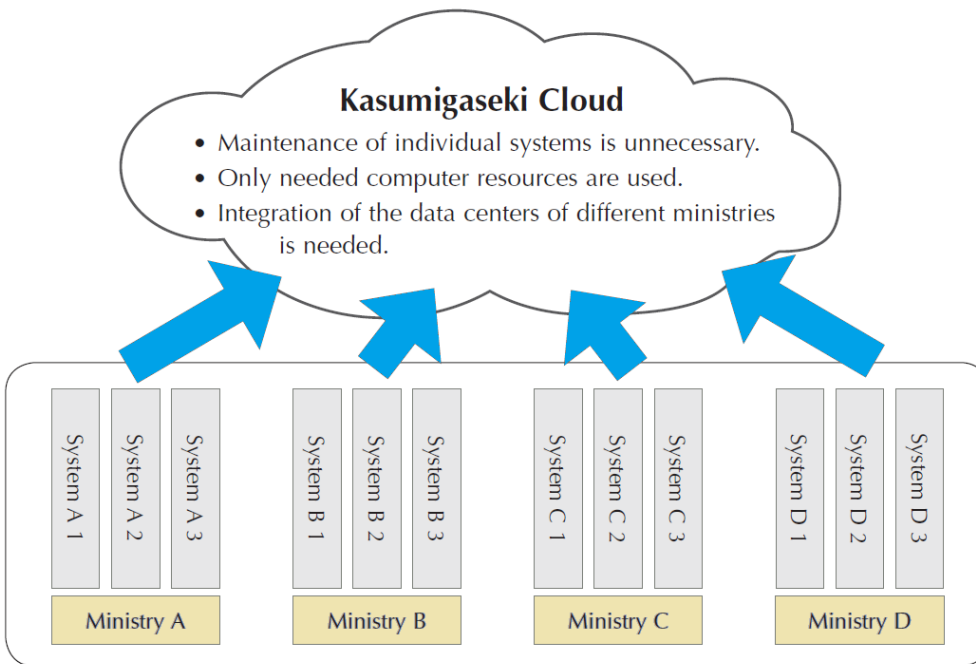 Kasumigaseki Cloud
• Maintenance of individual systems is unnecessary.
• Only needed computer resources are used.
• Integration of the data centers of different ministries
is needed.
System A 1
System A 2
System A 3
System B 1
System B 2
System B 3
System C 1
System C 2
System C 3
System D 1
System D 2
System D 3
Ministry A
Ministry B
Ministry C
Ministry D